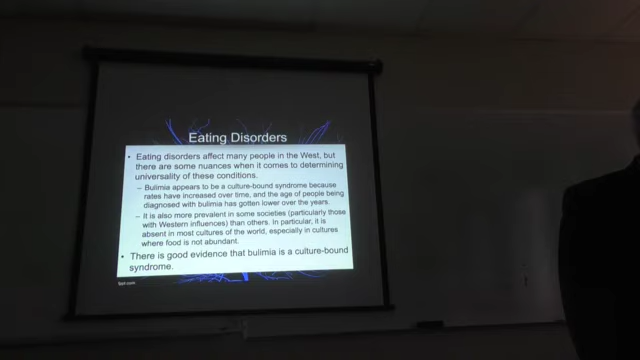 Eating Disorders
• Eating disorders affect many people in the West, but
there are some nuances when it comes to determining
universality of these conditions.
– Bulimia appears to be a culture-bound syndrome because
rates have increased over time, and the age of people being
diagnosed with bulimia has gotten lower over the years.
– It is also more prevalent in some societies (particularly those
with Western influences) than others. In particular, it is
absent in most cultures of the world, especially in cultures
where food is not abundant.
• There is good evidence that bulimia is a culture-bound
syndrome.